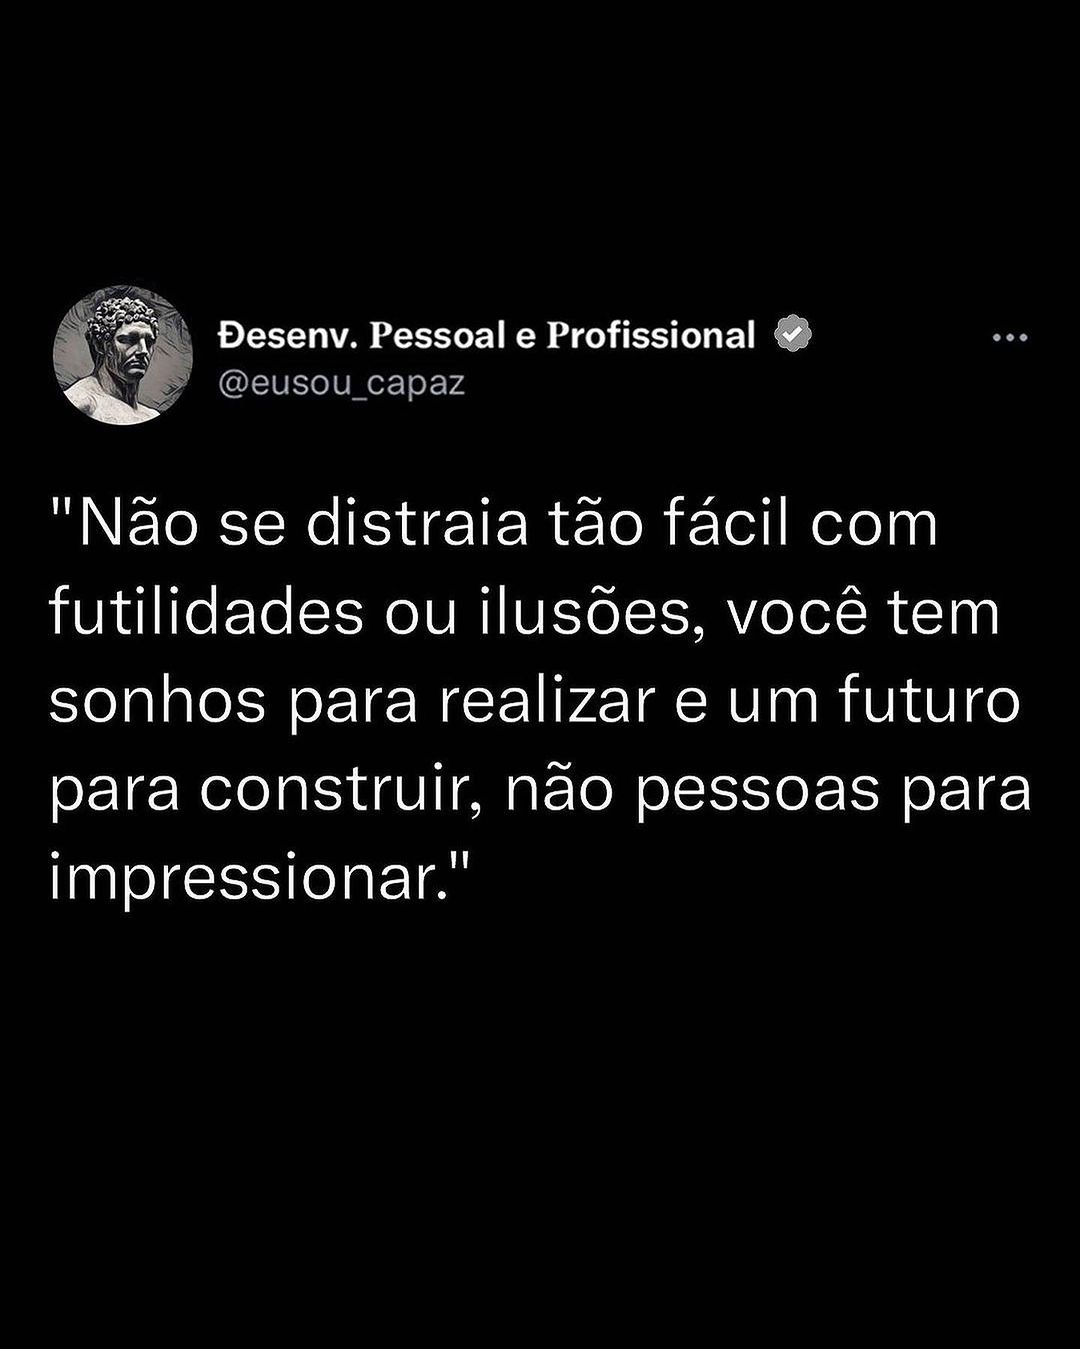 Ðesenv. Pessoal e Profissional
@eusou_capaz
"Não se distraia tão fácil com
futilidades ou ilusões, você tem
sonhos para realizar e um futuro
para construir, não pessoas para
impressionar."